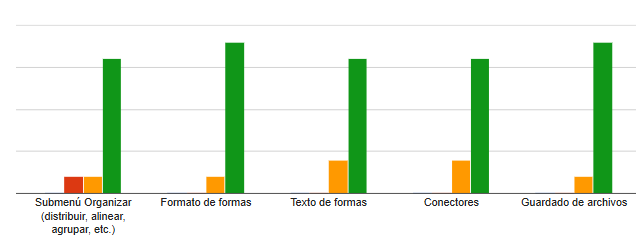 Submenú Organizar
(distribuir, alinear,
agrupar, etc.)
Formato de formas
Texto de formas
Conectores
Guardado de archivos